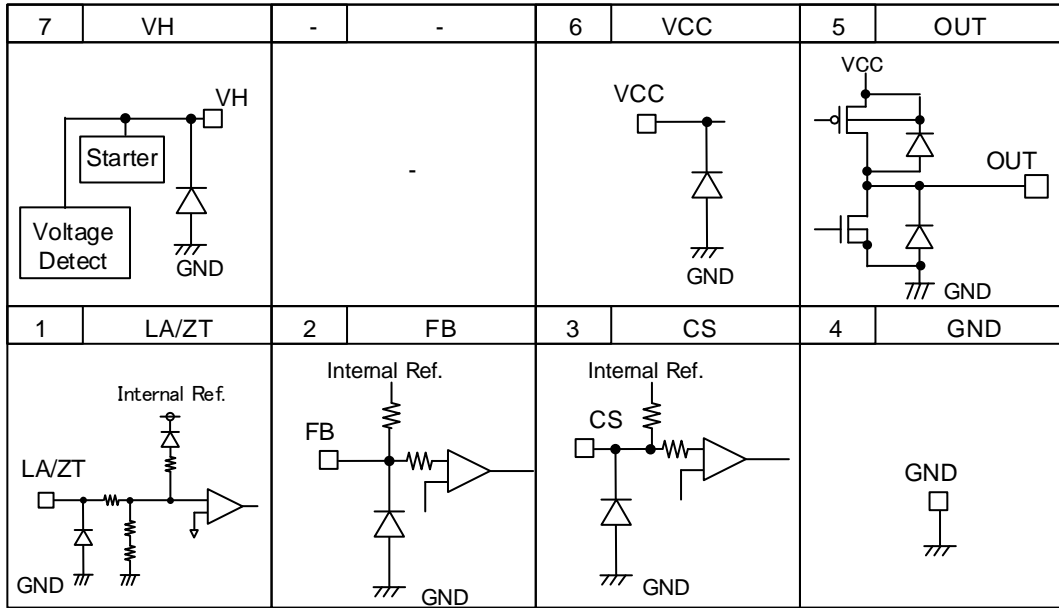 7 VH - - 6 VCC 5 OUT
VH
Starter
Voltage
Detect
GND
-
VCC
GND
VCC
OUT
GND
1 LA/ZT 2 FB 3 CS 4 GND
Internal Ref.
LA/ZT
GND
Internal Ref.
FB
GND
Internal Ref.
CS
GND
GND